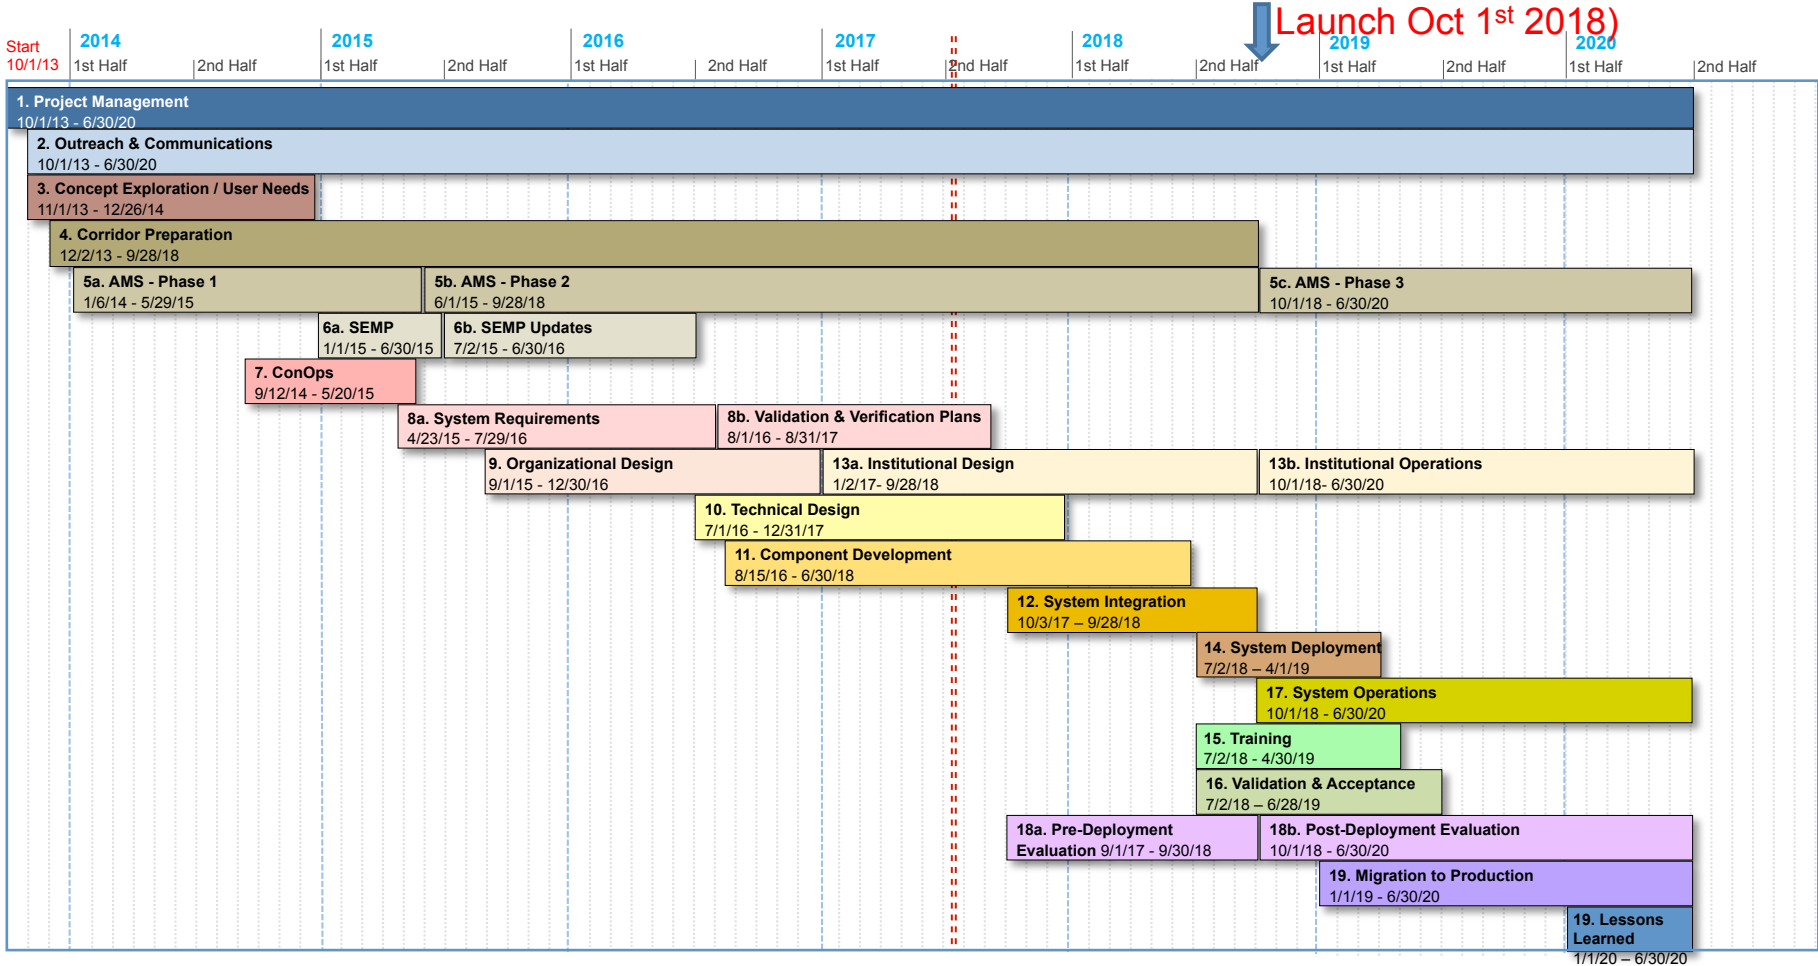 Launch Oct 1st 2018)
Start
10/1/13
2014
2015
2016
2017
2018
2019
2020
1st Half
2nd Half
1st Half
2nd Half
1st Half
2nd Half
1st Half
2nd Half
1st Half
2nd Half
1st Half
2nd Half
1st Half
2nd Half
1. Project Management
10/1/13 - 6/30/20
2. Outreach & Communications
10/1/13 - 6/30/20
3. Concept Exploration / User Needs
11/1/13 - 12/26/14
4. Corridor Preparation
12/2/13 - 9/28/18
5a. AMS - Phase 1
1/6/14 - 5/29/15
5b. AMS - Phase 2
6/1/15 - 9/28/18
5c. AMS - Phase 3
10/1/18 - 6/30/20
6a. SEMP
1/1/15 - 6/30/15
6b. SEMP Updates
7/2/15 - 6/30/16
7. ConOps
9/12/14 - 5/20/15
8a. System Requirements
4/23/15 - 7/29/16
8b. Validation & Verification Plans
8/1/16 - 8/31/17
9. Organizational Design
9/1/15 - 12/30/16
13a. Institutional Design
1/2/17- 9/28/18
13b. Institutional Operations
10/1/18- 6/30/20
10. Technical Design
7/1/16 - 12/31/17
11. Component Development
8/15/16 - 6/30/18
12. System Integration
10/3/17 – 9/28/18
14. System Deployment
7/2/18 – 4/1/19
17. System Operations
10/1/18 - 6/30/20
15. Training
7/2/18 - 4/30/19
16. Validation & Acceptance
7/2/18 – 6/28/19
18a. Pre-Deployment
Evaluation 9/1/17 - 9/30/18
18b. Post-Deployment Evaluation
10/1/18 - 6/30/20
19. Migration to Production
1/1/19 - 6/30/20
19. Lessons
Learned
1/1/20 – 6/30/20